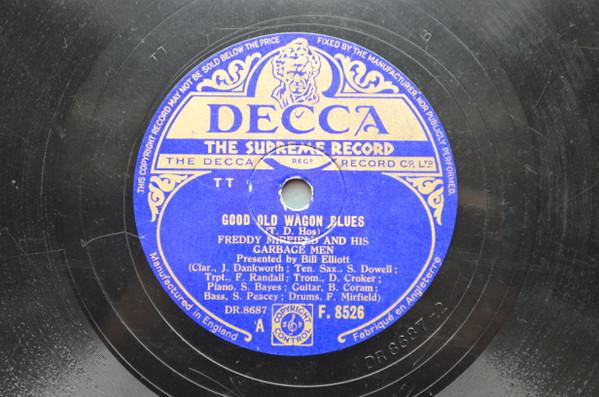 THIS COPYRIGHT RECORD MAY NOT BE SOLD BELOW THE PRICE FIXED BY THE MANUFACTURER, NOR PUBLICLY PERFORMED.
DECCA
THE SUPREME RECORD
THE DECCA REGD RECORD CO. LTD.
TT
GOOD OLD WAGON BLUES
(T. D. Hos)
FREDDY MIRFIELD AND HIS
GARBAGE MEN
Presented by Bill Elliott
(Clar., J. Dankworth; Ten. Sax., S. Dowell;
Trpt., F. Randall; Trom., D. Croker;
Piano, S. Bayes; Guitar, B. Coram;
Bass, S. Peacey; Drums, F. Mirfield)
DR.8687
A
COPYRIGHT
CONTROL
F. 8526
Manufactured in England
Fabriqué en Angleterre
DR 8687-2